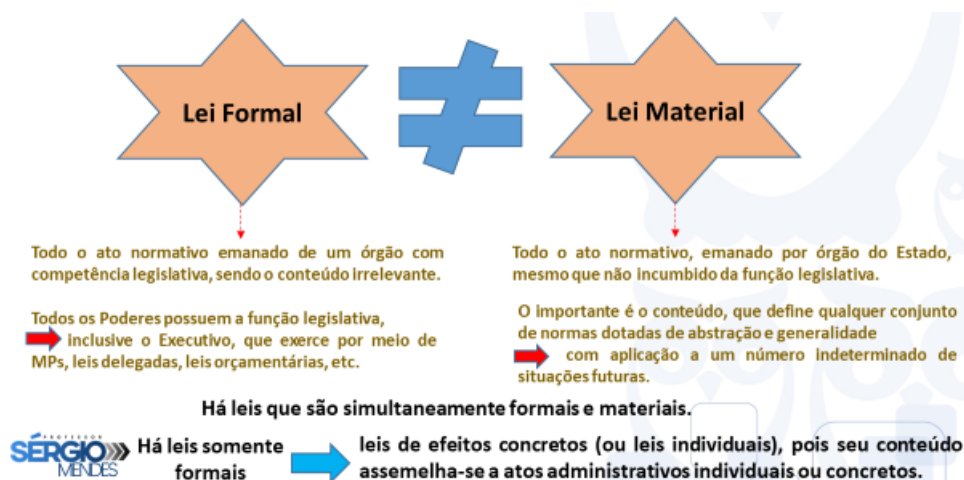 Lei Formal
Lei Material
Todo o ato normativo emanado de um órgão com
competência legislativa, sendo o conteúdo irrelevante.
Todos os Poderes possuem a função legislativa,
inclusive o Executivo, que exerce por meio de
MPs, leis delegadas, leis orçamentárias, etc.
Todo o ato normativo, emanado por órgão do Estado,
mesmo que não incumbido da função legislativa.
O importante é o conteúdo, que define qualquer conjunto
de normas dotadas de abstração e generalidade
com aplicação a um número indeterminado de
situações futuras.
Há leis que são simultaneamente formais e materiais.
PROFESSOR
SÉRGIO
MENDES
Há leis somente
formais
leis de efeitos concretos (ou leis individuais), pois seu conteúdo
assemelha-se a atos administrativos individuais ou concretos.